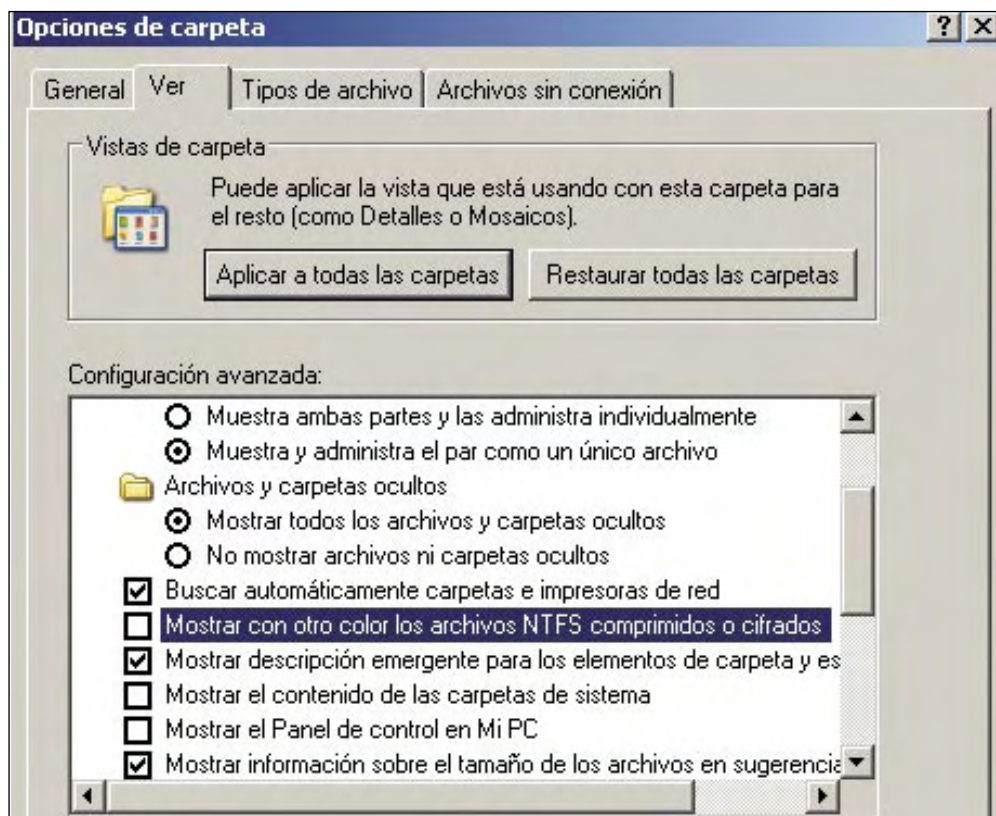 Opciones de carpeta
General Ver Tipos de archivo Archivos sin conexión
Vistas de carpeta
Puede aplicar la vista que está usando con esta carpeta para
el resto (como Detalles o Mosaicos).
Aplicar a todas las carpetas Restaurar todas las carpetas
Configuración avanzada:
Muestra ambas partes y las administra individualmente
Muestra y administra el par como un único archivo
Archivos y carpetas ocultos
Mostrar todos los archivos y carpetas ocultos
No mostrar archivos ni carpetas ocultos
Buscar automáticamente carpetas e impresoras de red
Mostrar con otro color los archivos NTFS comprimidos o cifrados
Mostrar descripción emergente para los elementos de carpeta y es
Mostrar el contenido de las carpetas de sistema
Mostrar el Panel de control en Mi PC
Mostrar información sobre el tamaño de los archivos en sugerencia